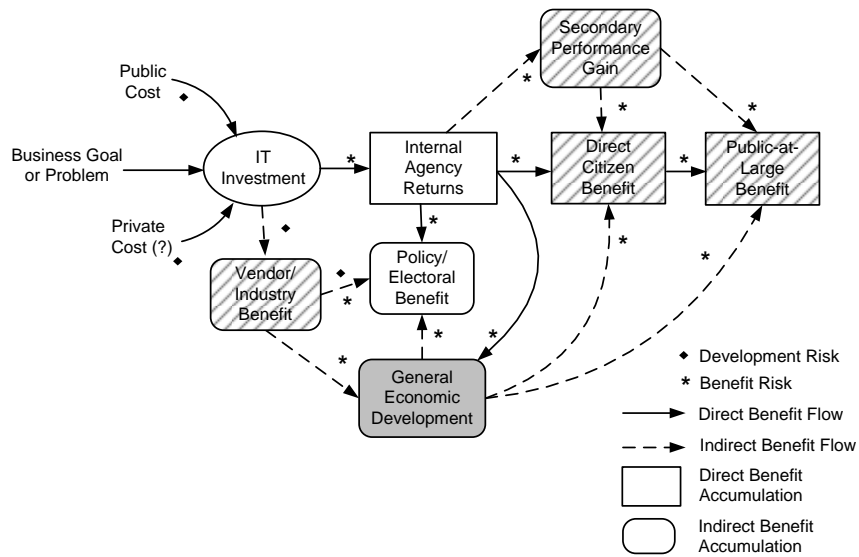 Public
Cost
Business Goal
or Problem
Private
Cost (?)
IT
Investment
Vendor/
Industry
Benefit
Internal
Agency
Returns
Policy/
Electoral
Benefit
General
Economic
Development
Secondary
Performance
Gain
Direct
Citizen
Benefit
Public-at-
Large
Benefit
Development Risk
* Benefit Risk
Direct Benefit Flow
Indirect Benefit Flow
Direct Benefit
Accumulation
Indirect Benefit
Accumulation